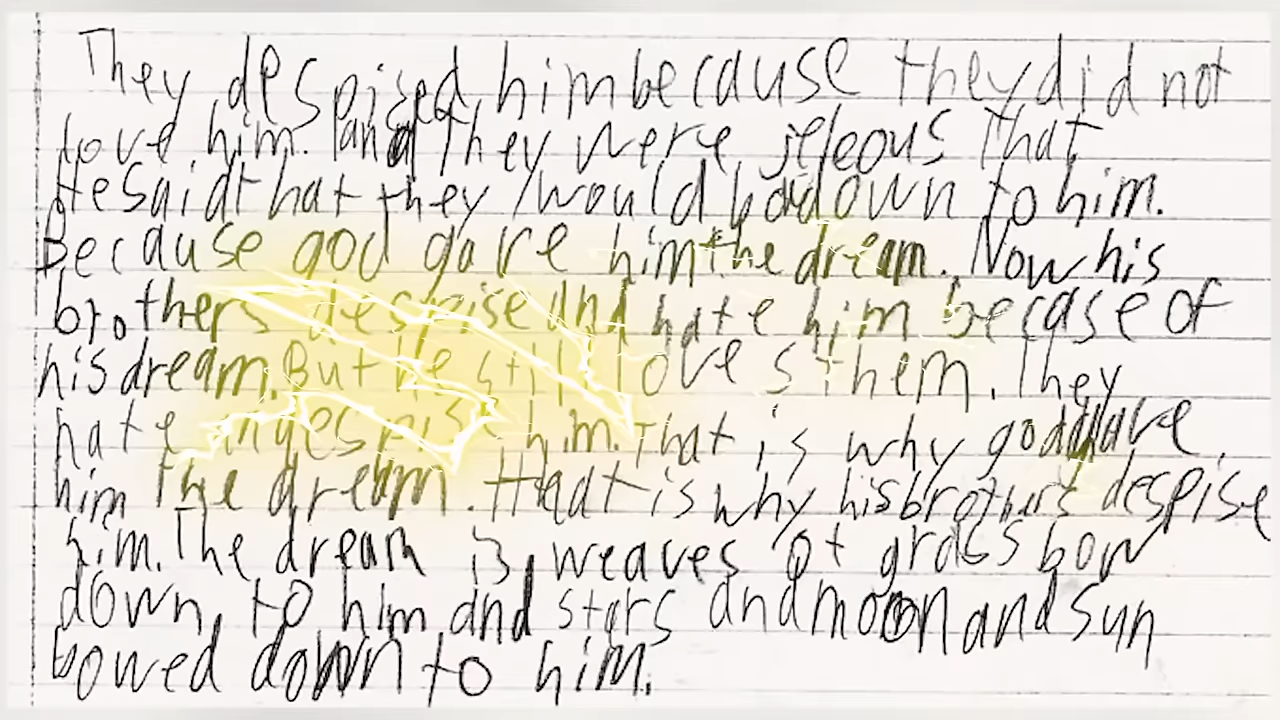 They despised him because they did not
love him. and They were jeleous That
He said that they would bow down to him.
Because god gave him the dream. Now his
brothers despise and hate him becase of
his dream. But he still loves them. They
hate an despise him. That is why god gave
him The dream. that is why his brothers despise
him. The dream is weaves of grass bow
down to him and stars and moon and sun
bowed down to him.